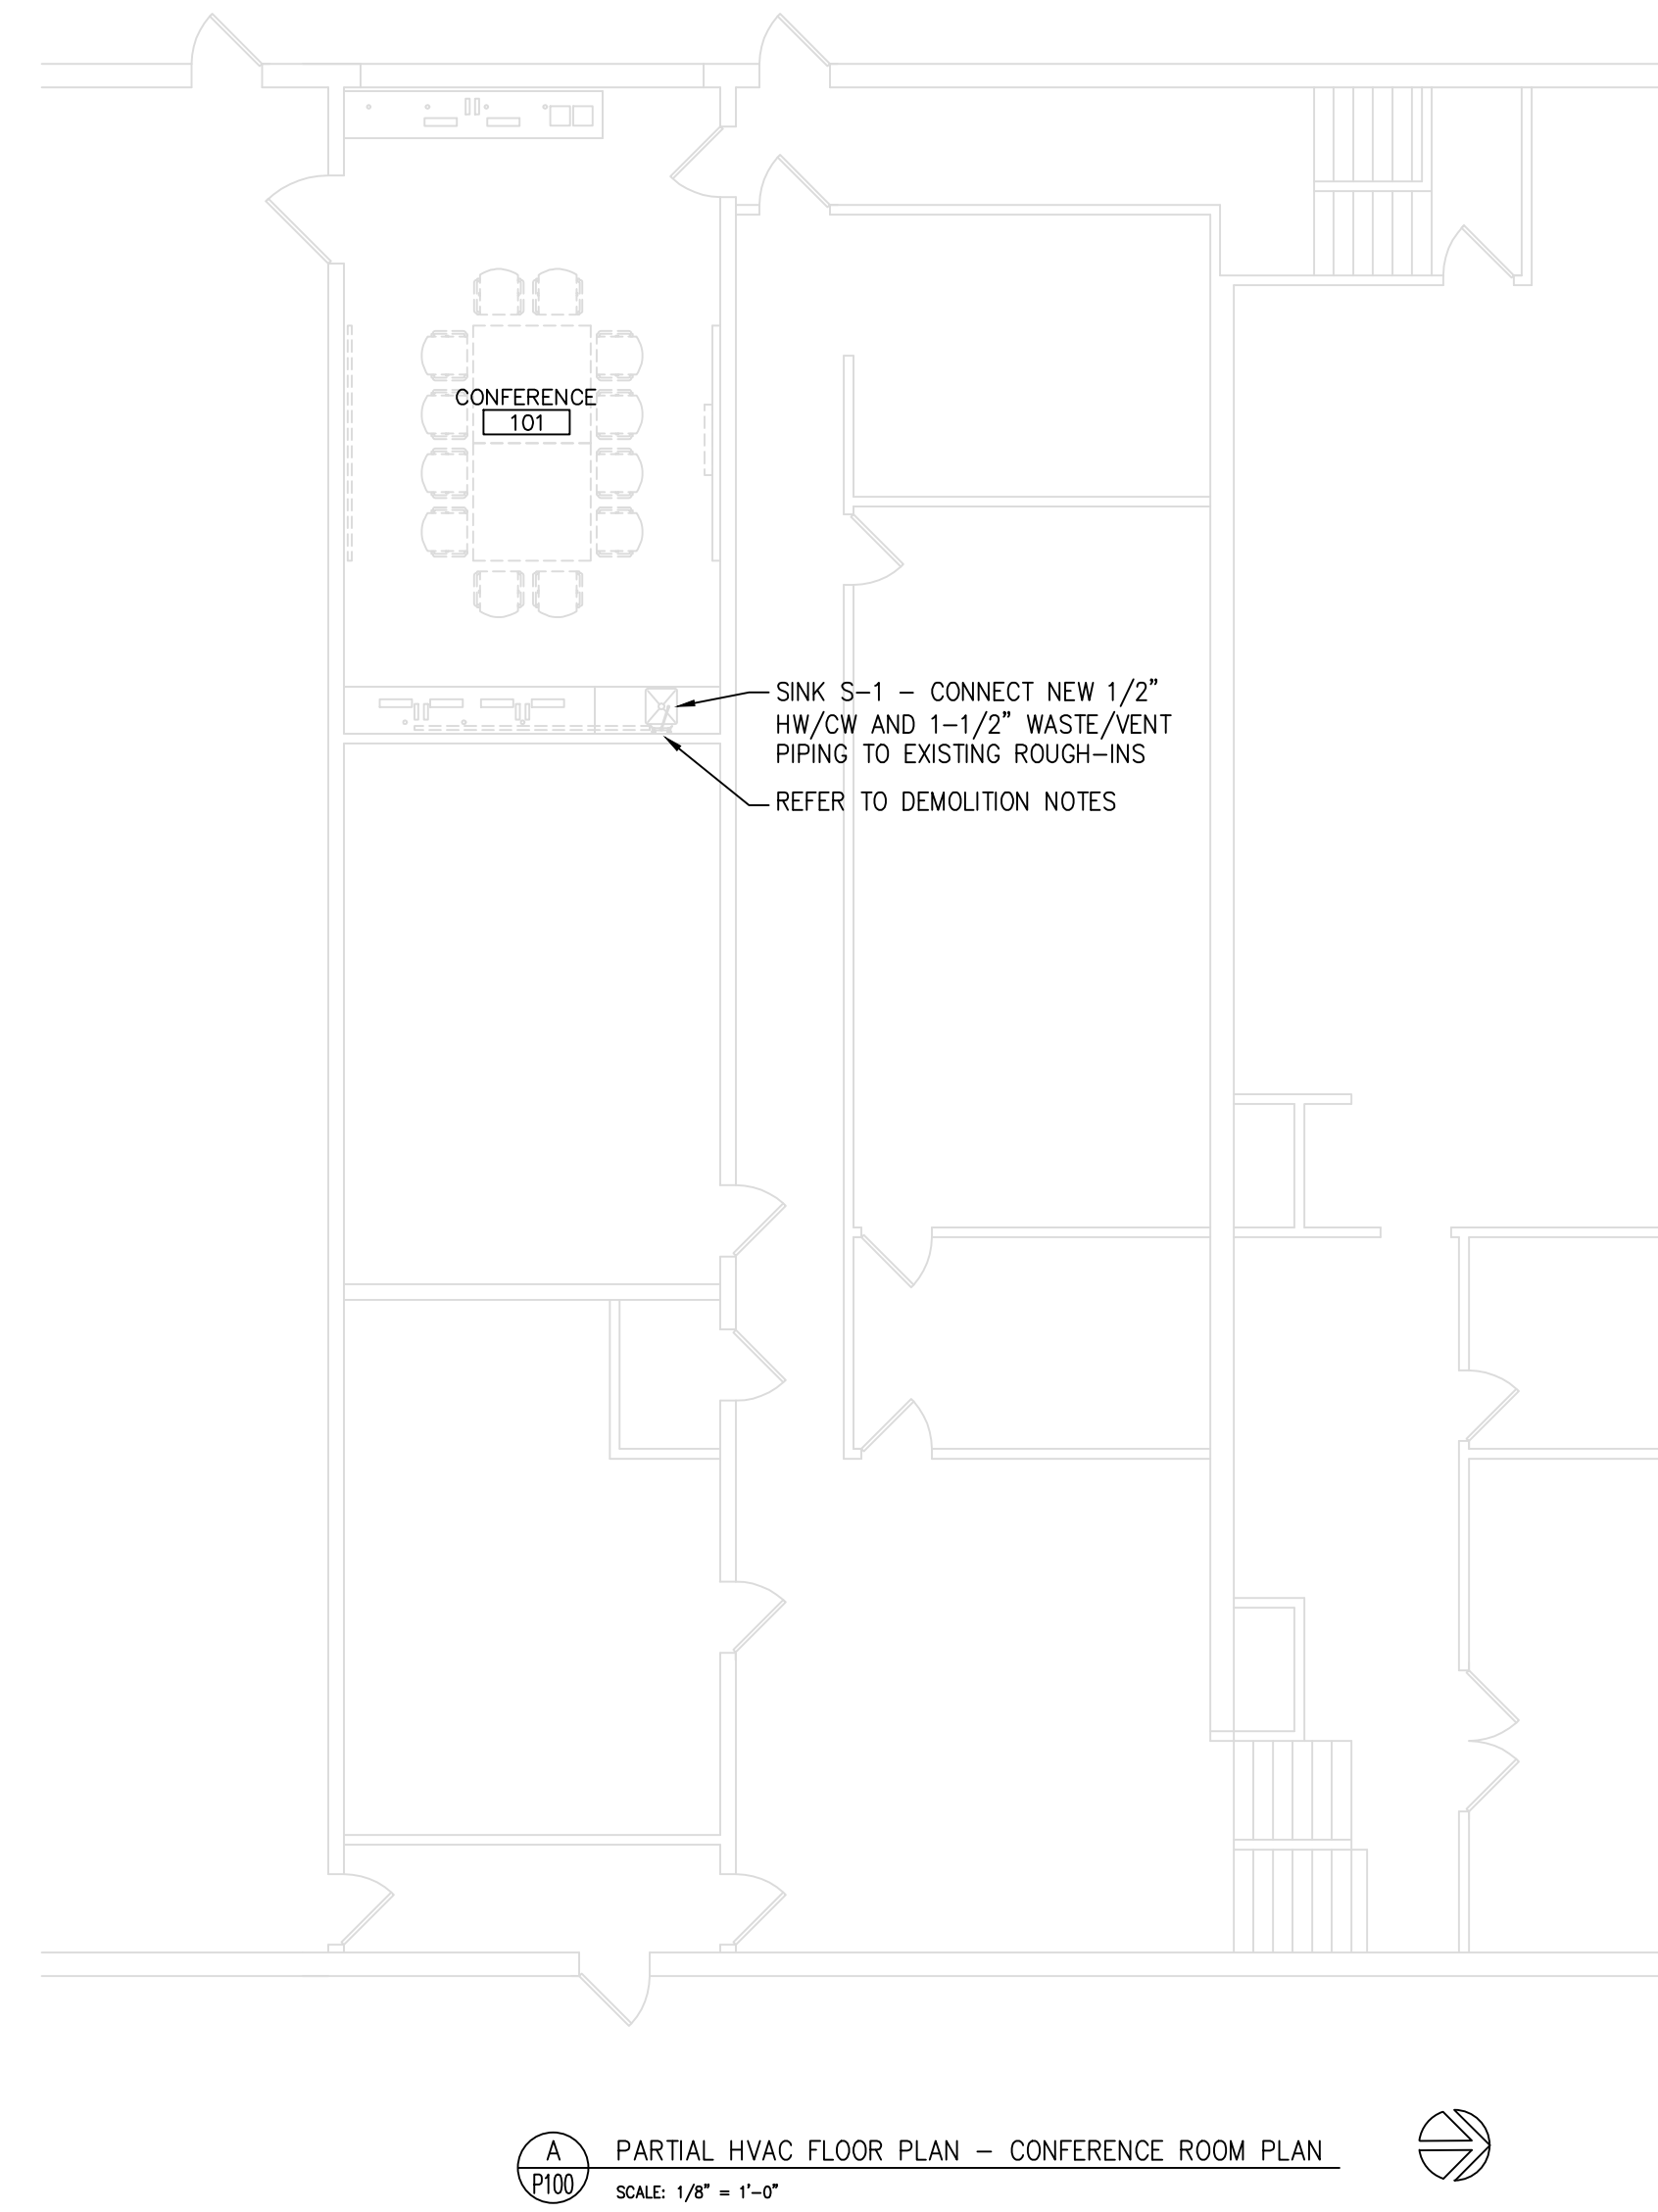 CONFERENCE
101
SINK S-1 - CONNECT NEW 1/2"
HW/CW AND 1-1/2" WASTE/VENT
PIPING TO EXISTING ROUGH-INS
REFER TO DEMOLITION NOTES
A
P100
PARTIAL HVAC FLOOR PLAN - CONFERENCE ROOM PLAN
SCALE: 1/8" = 1'-0"